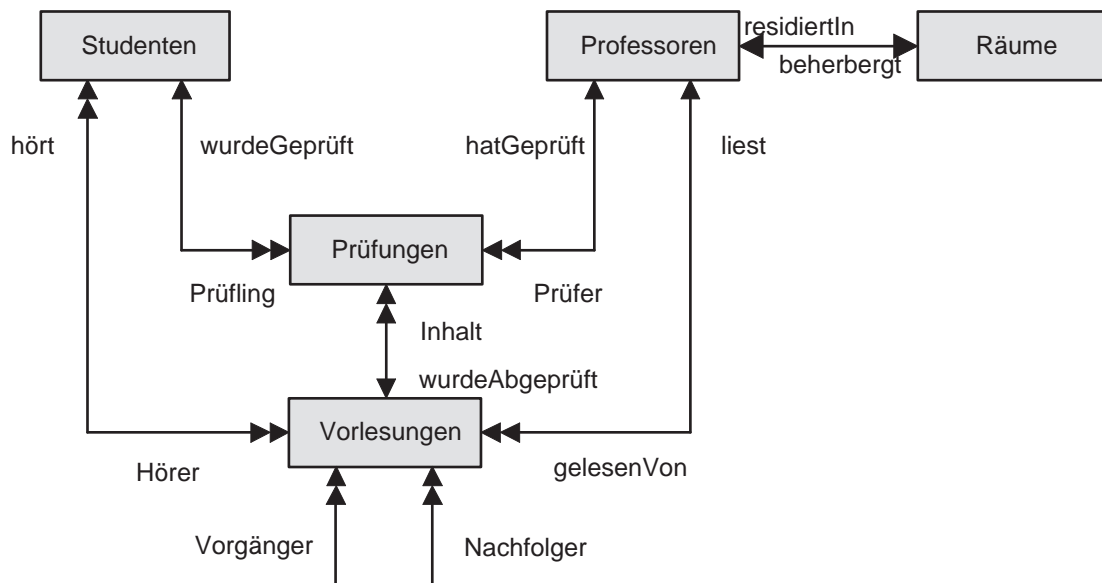 Studenten
Professoren
residiertIn
beherbergt
Räume
hört
wurdeGeprüft
hatGeprüft
liest
Prüfungen
Prüfling
Prüfer
Inhalt
wurdeAbgeprüft
Vorlesungen
Hörer
gelesenVon
Vorgänger
Nachfolger